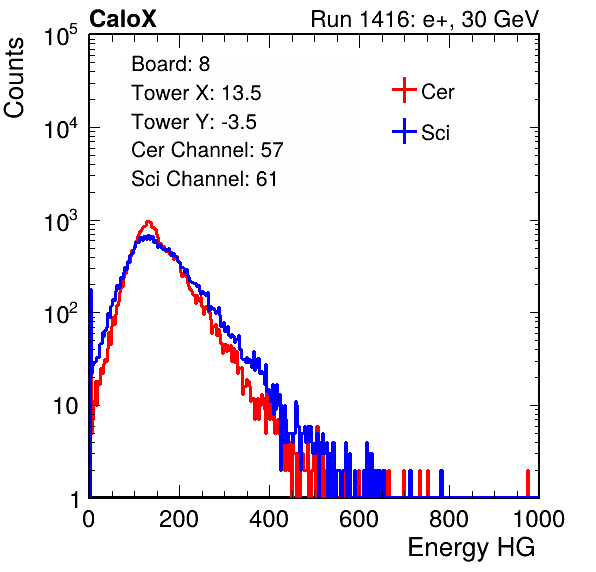 CaloX Run 1416: e+, 30 GeV
Counts
Board: 8
Tower X: 13.5
Tower Y: -3.5
Cer Channel: 57
Sci Channel: 61
Cer
Sci
10^5
10^4
10^3
10^2
10
1
0 200 400 600 800 1000
Energy HG